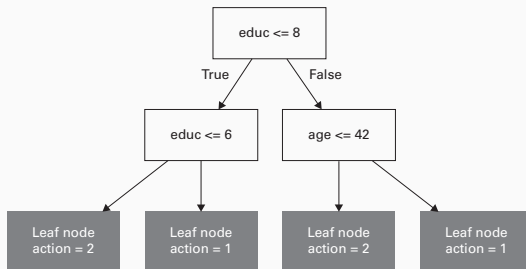 educ <= 8
True
False
educ <= 6
age <= 42
Leaf node
action = 2
Leaf node
action = 1
Leaf node
action = 2
Leaf node
action = 1